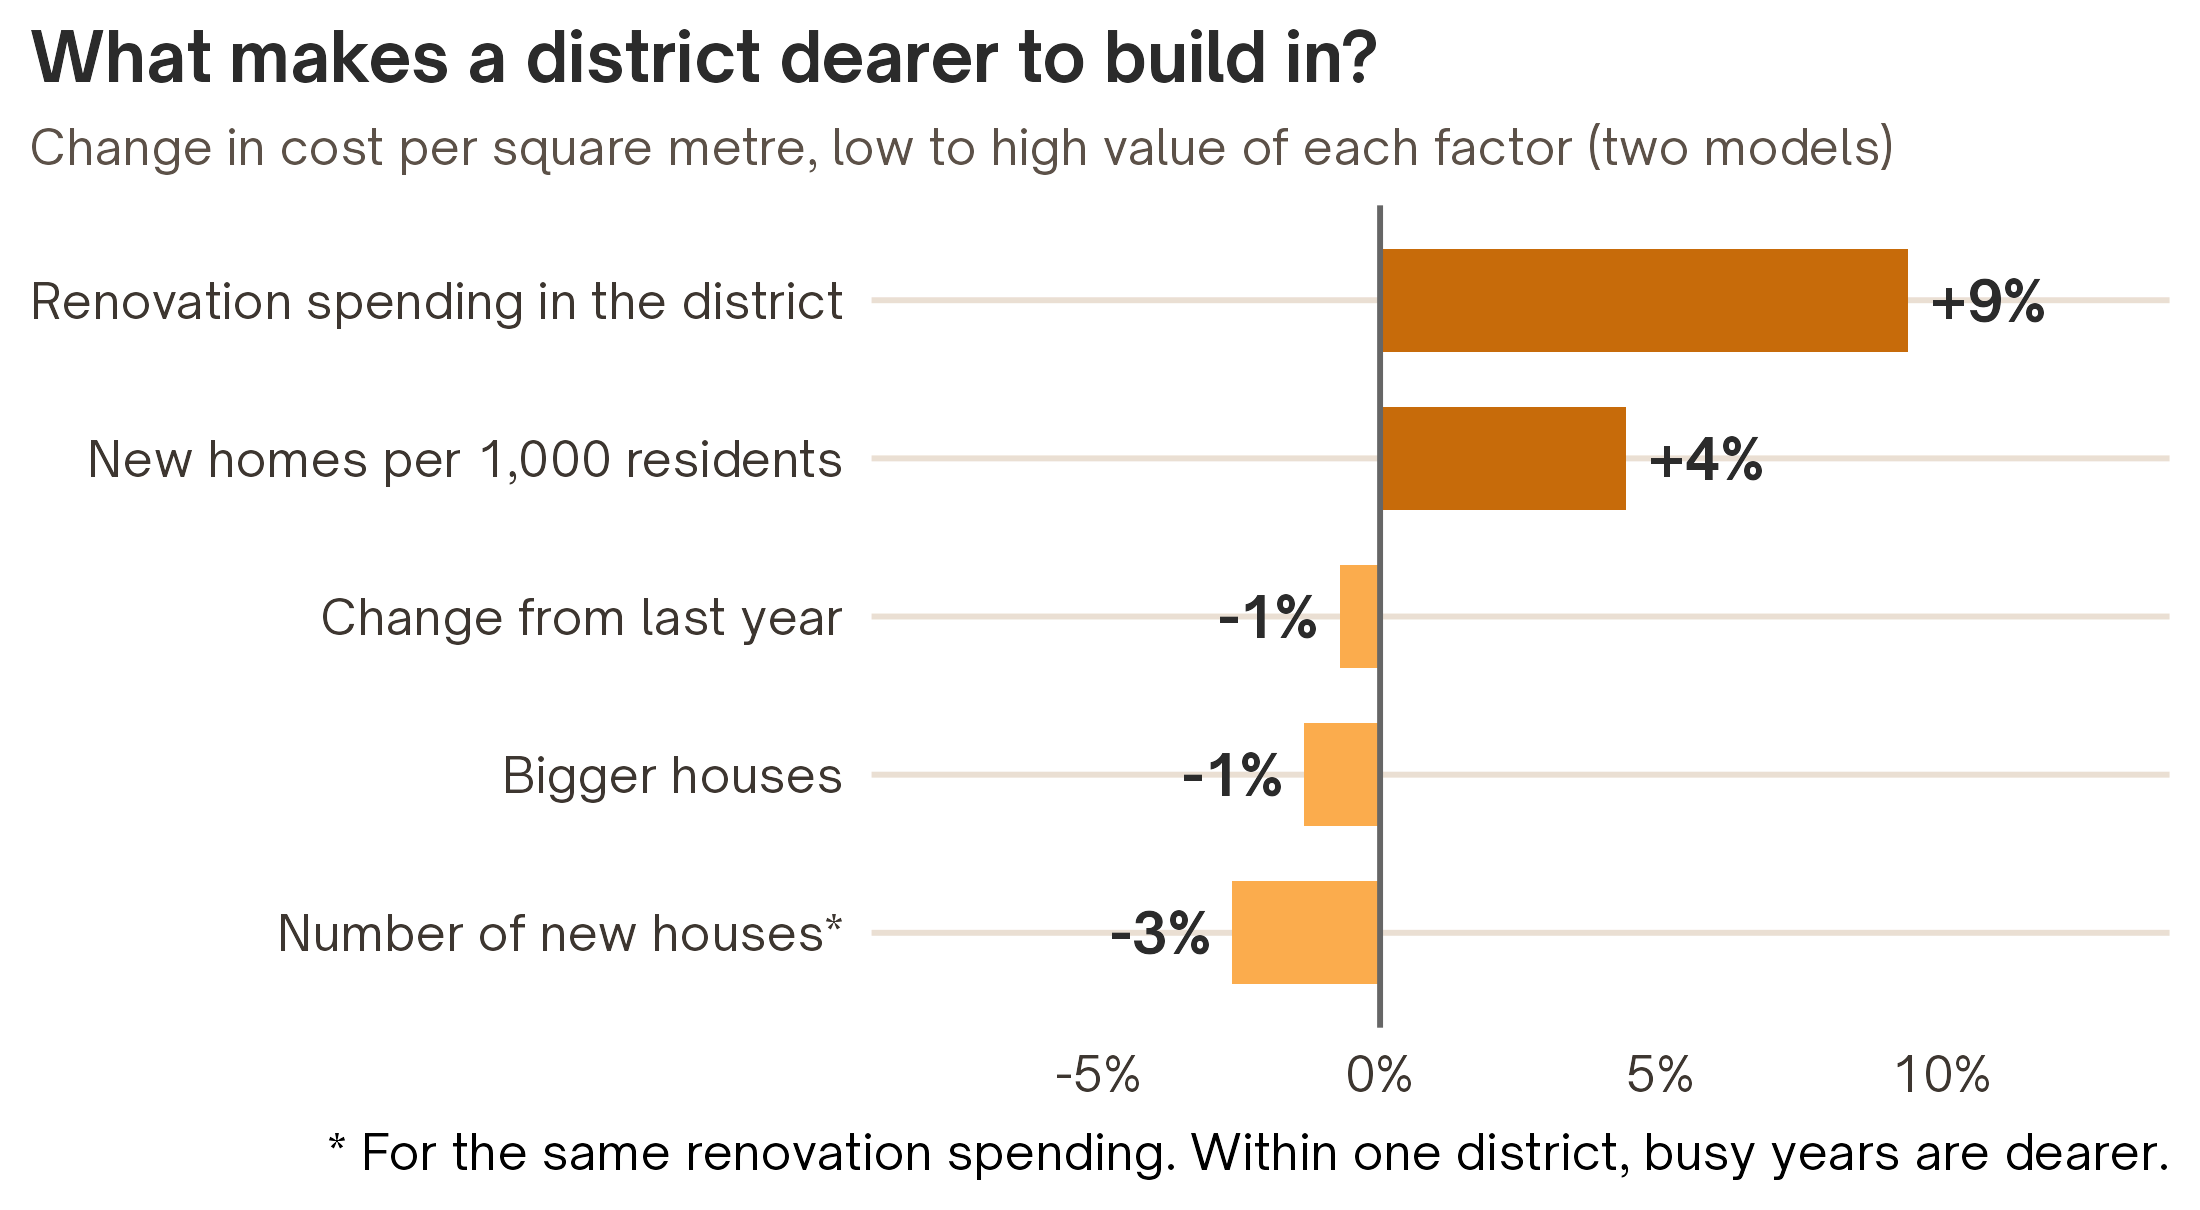 What makes a district dearer to build in?
Change in cost per square metre, low to high value of each factor (two models)
Renovation spending in the district
+9%
New homes per 1,000 residents
+4%
Change from last year
-1%
Bigger houses
-1%
Number of new houses*
-3%
-5%
0%
5%
10%
* For the same renovation spending. Within one district, busy years are dearer.